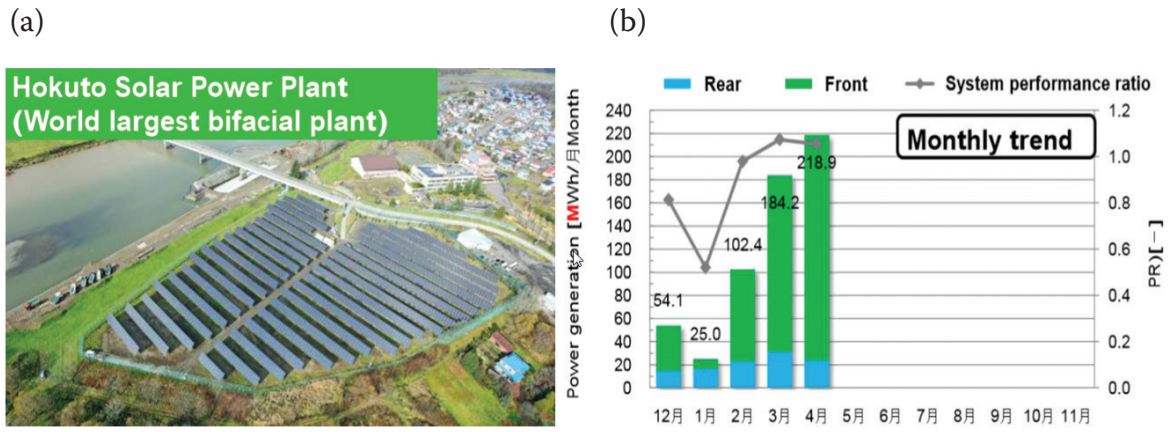 (a)
Hokuto Solar Power Plant
(World largest bifacial plant)
(b)
Rear
Front
System performance ratio
Power generation [MWh/月Month
240
220
200
180
160
140
120
100
80
60
40
20
0
Monthly trend
54.1
25.0
102.4
184.2
218.9
1.2
1.0
0.8
0.6
0.4
0.2
0.0
PR)[-]
12月 1月 2月 3月 4月 5月 6月 7月 8月 9月 10月 11月